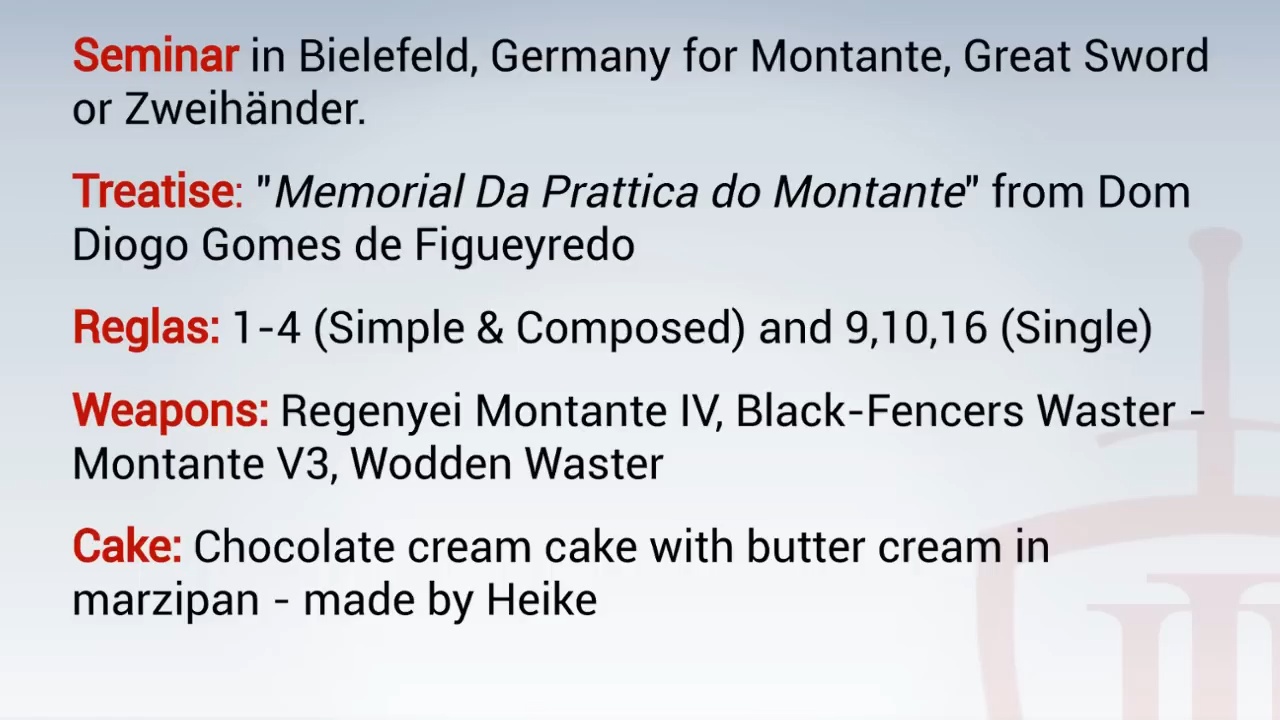 Seminar in Bielefeld, Germany for Montante, Great Sword
or Zweihänder.
Treatise: "Memorial Da Prattica do Montante" from Dom
Diogo Gomes de Figueyredo
Reglas: 1-4 (Simple & Composed) and 9,10,16 (Single)
Weapons: Regenyei Montante IV, Black-Fencers Waster -
Montante V3, Wodden Waster
Cake: Chocolate cream cake with butter cream in
marzipan - made by Heike